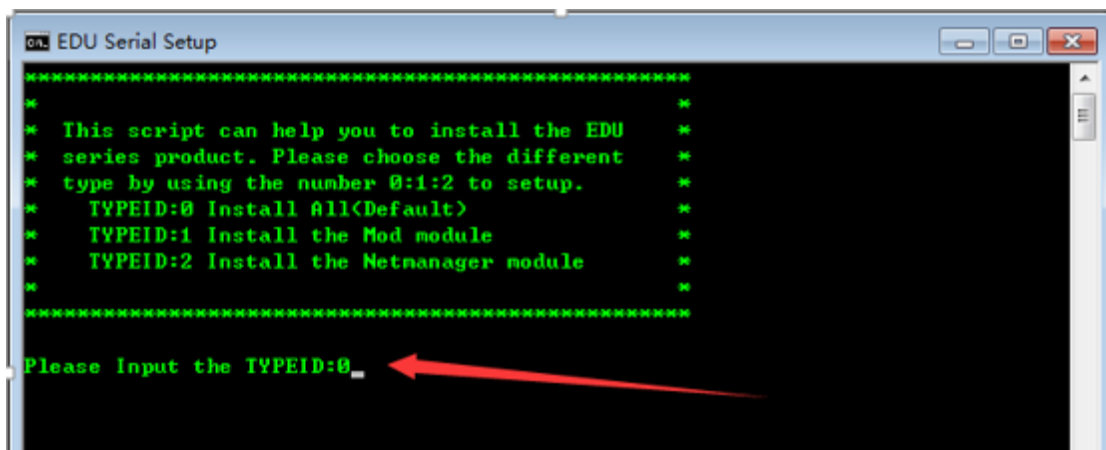 EDU Serial Setup
****************************************************
*                                                  *
*  This script can help you to install the EDU     *
*  series product. Please choose the different     *
*  type by using the number 0:1:2 to setup.        *
*    TYPEID:0 Install All(Default)                 *
*    TYPEID:1 Install the Mod module               *
*    TYPEID:2 Install the Netmanager module        *
*                                                  *
****************************************************
Please Input the TYPEID:0_